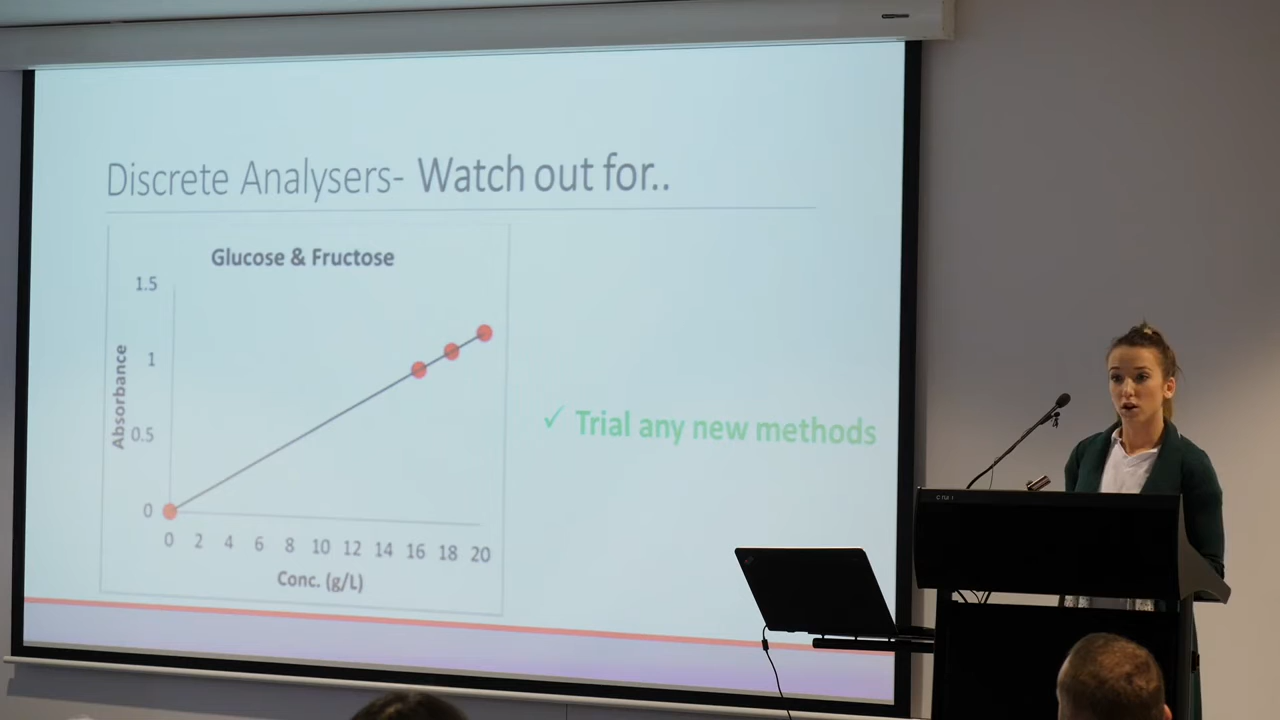 Discrete Analysers- Watch out for..
Glucose & Fructose
1.5
1
0.5
0
Absorbance
0 2 4 6 8 10 12 14 16 18 20
Conc. (g/L)
✓ Trial any new methods